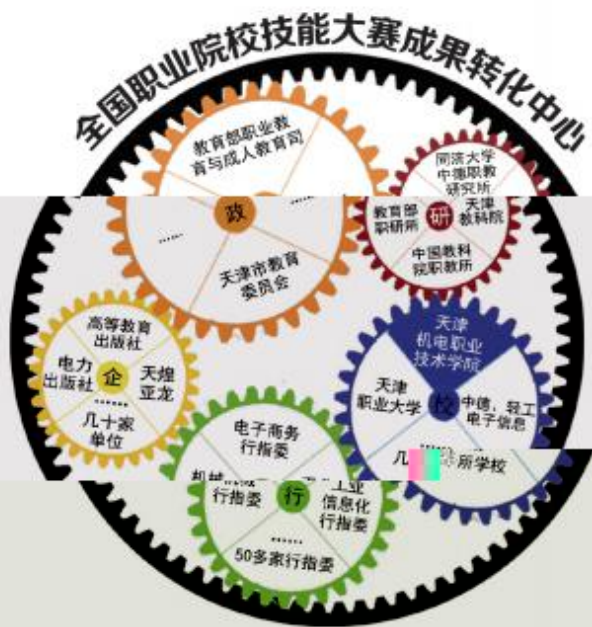 全国职业院校技能大赛成果转化中心
教育部职业教
育与成人教育司
政
......
......
天津市教育
委员会
同济大学
中德职教
研究所
教育部
职研所
研
天津
教科院
中国教科
院职教所
高等教育
出版社
电力
出版社
企
天煌
亚龙
几十家
单位
天津
机电职业
技术学院
天津
职业大学
校
中德、轻工
电子信息
......
几 所学校
电子商务
行指委
机械
行指委
行
工业
信息化
行指委
......
50多家行指委